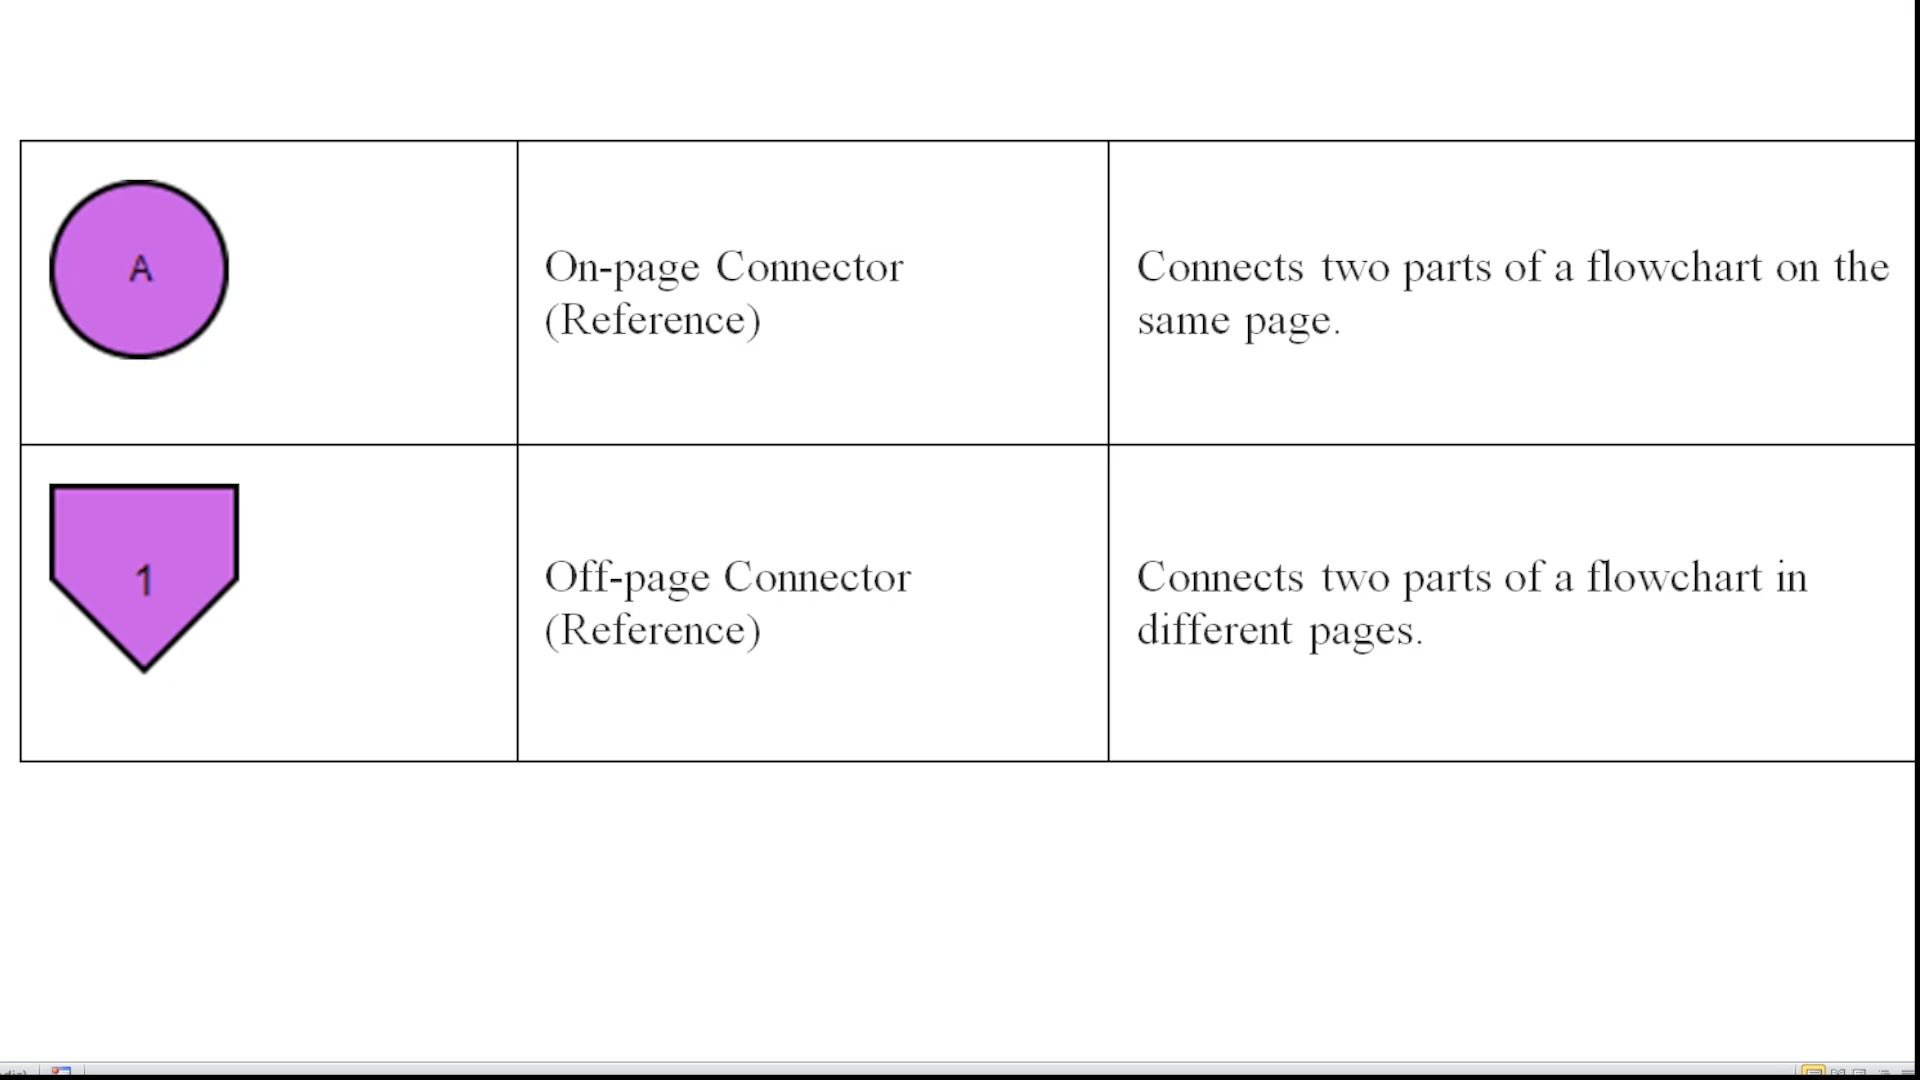 A
On-page Connector
(Reference)
Connects two parts of a flowchart on the
same page.
1
Off-page Connector
(Reference)
Connects two parts of a flowchart in
different pages.